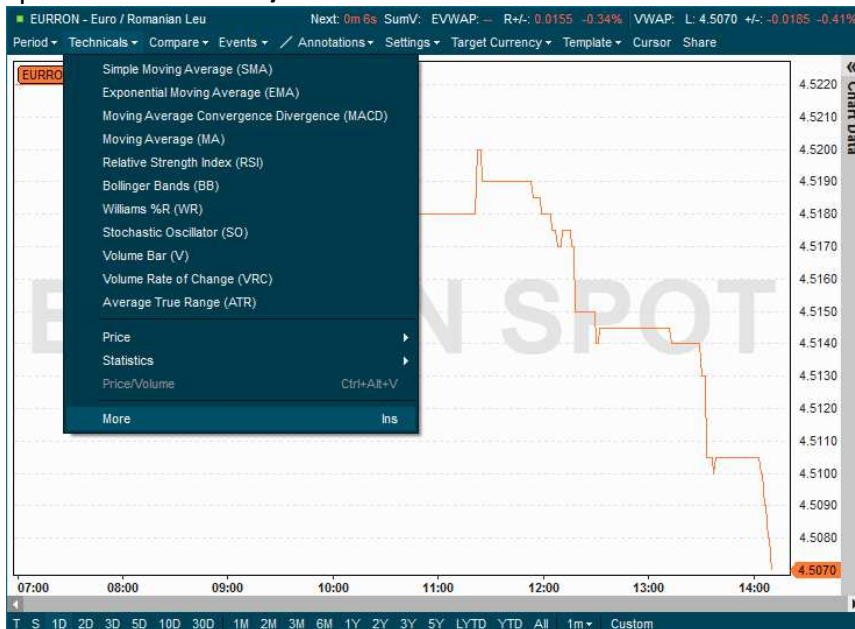 EURRON - Euro / Romanian Leu Next: 0m 6s SumV: EVWAP: -- R+/-: 0.0155 -0.34% VWAP: L: 4.5070 +/-: -0.0185 -0.41%
Period Technicals Compare Events Annotations Settings Target Currency Template Cursor Share
EURRO
Simple Moving Average (SMA)
Exponential Moving Average (EMA)
Moving Average Convergence Divergence (MACD)
Moving Average (MA)
Relative Strength Index (RSI)
Bollinger Bands (BB)
Williams %R (WR)
Stochastic Oscillator (SO)
Volume Bar (V)
Volume Rate of Change (VRC)
Average True Range (ATR)
Price
Statistics
Price/Volume Ctrl+Alt+V
More Ins
SPOT
Chart Data
4.5220
4.5210
4.5200
4.5190
4.5180
4.5170
4.5160
4.5150
4.5140
4.5130
4.5120
4.5110
4.5100
4.5090
4.5080
4.5070
07:00 08:00 09:00 10:00 11:00 12:00 13:00 14:00
T S 1D 2D 3D 5D 10D 30D 1M 2M 3M 6M 1Y 2Y 3Y 5Y LYTD YTD All 1m Custom